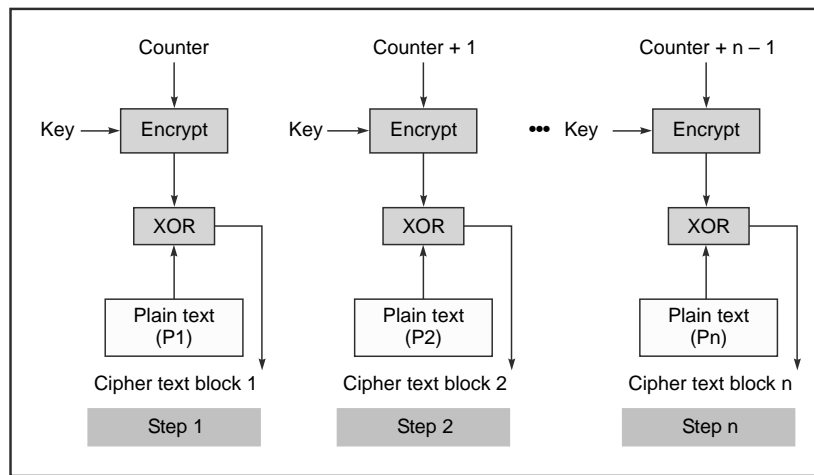 Counter Counter + 1 Counter + n – 1
Key Encrypt Key Encrypt ••• Key Encrypt
XOR XOR XOR
Plain text Plain text Plain text
(P1) (P2) (Pn)
Cipher text block 1 Cipher text block 2 Cipher text block n
Step 1 Step 2 Step n